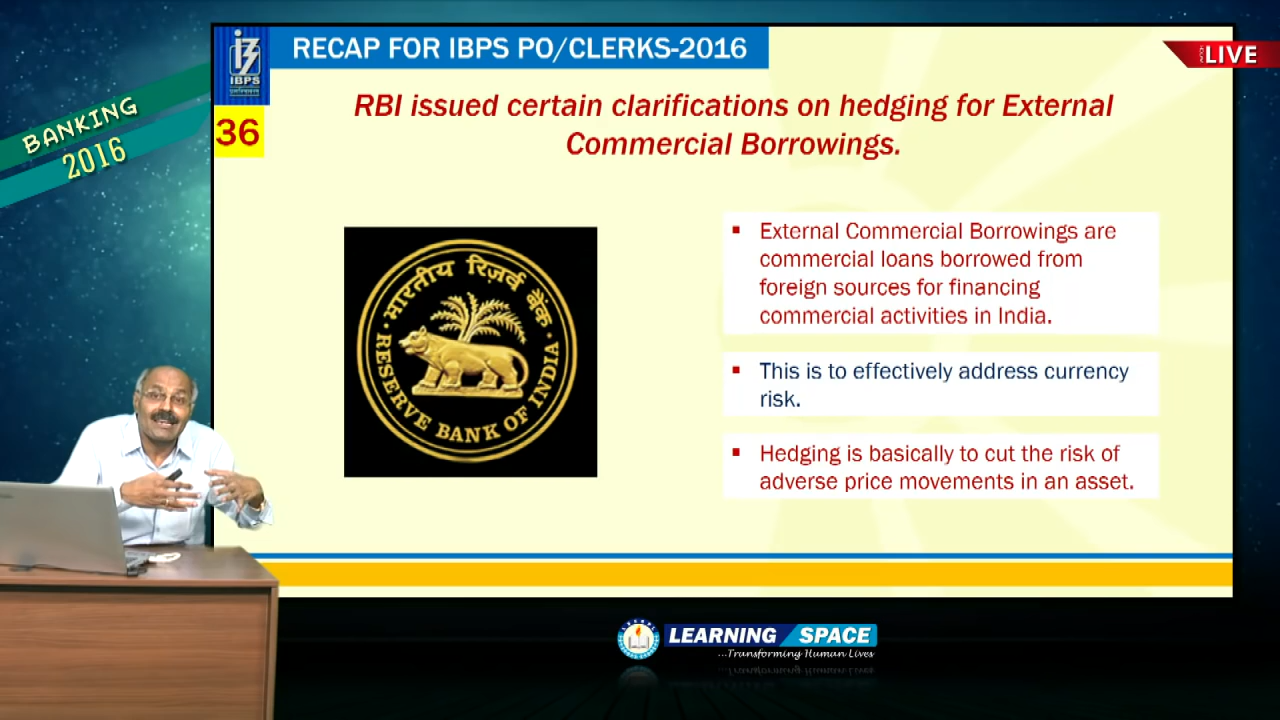 RECAP FOR IBPS PO/CLERKS-2016
IBPS
LIVE
BANKING
2016
36
RBI issued certain clarifications on hedging for External
Commercial Borrowings.
भारतीय रिज़र्व बैंक
RESERVE BANK OF INDIA
▪ External Commercial Borrowings are
commercial loans borrowed from
foreign sources for financing
commercial activities in India.
▪ This is to effectively address currency
risk.
▪ Hedging is basically to cut the risk of
adverse price movements in an asset.
LEARNING SPACE
...Transforming Human Lives